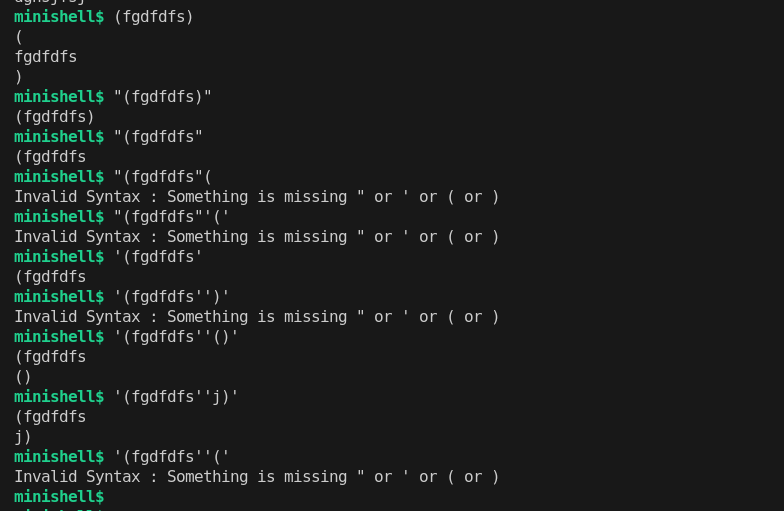 minishell$ (fgdfdfs)
(
fgdfdfs
)
minishell$ "(fgdfdfs)"
(fgdfdfs)
minishell$ "(fgdfdfs"
(fgdfdfs
minishell$ "(fgdfdfs"(
Invalid Syntax : Something is missing " or ' or ( or )
minishell$ "(fgdfdfs"'('
Invalid Syntax : Something is missing " or ' or ( or )
minishell$ '(fgdfdfs'
(fgdfdfs
minishell$ '(fgdfdfs'')'
Invalid Syntax : Something is missing " or ' or ( or )
minishell$ '(fgdfdfs''()'
(fgdfdfs
()
minishell$ '(fgdfdfs''j)'
(fgdfdfs
j)
minishell$ '(fgdfdfs''('
Invalid Syntax : Something is missing " or ' or ( or )
minishell$